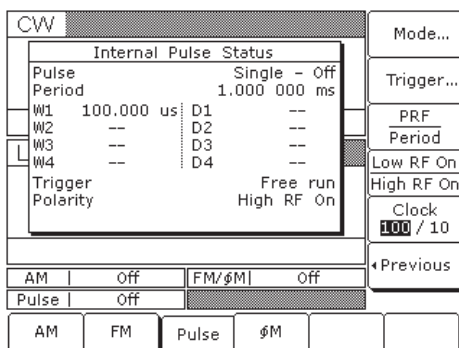 CW
Internal Pulse Status
Pulse Single - Off
Period 1.000 000 ms
W1 100.000 us D1 --
W2 -- D2 --
W3 -- D3 --
W4 -- D4 --
Trigger Free run
Polarity High RF On
L
AM Off FM/ϕM Off
Pulse Off
AM FM Pulse ϕM
Mode...
Trigger...
PRF
Period
Low RF On
High RF On
Clock
100 / 10
Previous